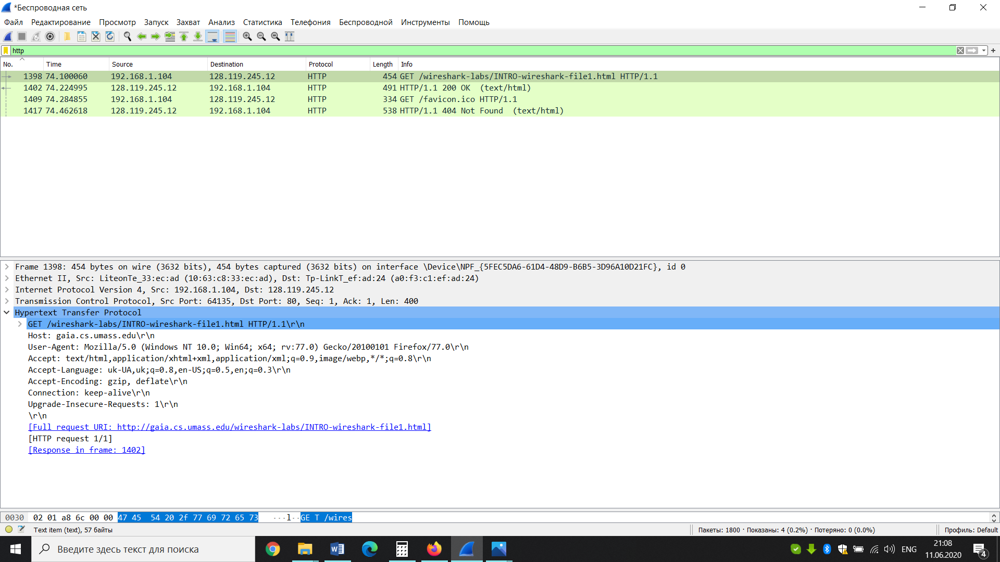 *Беспроводная сеть
Файл Редактирование Просмотр Запуск Захват Анализ Статистика Телефония Беспроводной Инструменты Помощь
http
No. Time Source Destination Protocol Length Info
1398 74.100060 192.168.1.104 128.119.245.12 HTTP 454 GET /wireshark-labs/INTRO-wireshark-file1.html HTTP/1.1
1402 74.224995 128.119.245.12 192.168.1.104 HTTP 491 HTTP/1.1 200 OK (text/html)
1409 74.284855 192.168.1.104 128.119.245.12 HTTP 334 GET /favicon.ico HTTP/1.1
1417 74.462618 128.119.245.12 192.168.1.104 HTTP 538 HTTP/1.1 404 Not Found (text/html)
Frame 1398: 454 bytes on wire (3632 bits), 454 bytes captured (3632 bits) on interface \Device\NPF_{5FEC5DA6-61D4-48D9-B6B5-3D96A10D21FC}, id 0
Ethernet II, Src: LiteonTe_33:ec:ad (10:63:c8:33:ec:ad), Dst: Tp-LinkT_ef:ad:24 (a0:f3:c1:ef:ad:24)
Internet Protocol Version 4, Src: 192.168.1.104, Dst: 128.119.245.12
Transmission Control Protocol, Src Port: 64135, Dst Port: 80, Seq: 1, Ack: 1, Len: 400
Hypertext Transfer Protocol
GET /wireshark-labs/INTRO-wireshark-file1.html HTTP/1.1\r\n
Host: gaia.cs.umass.edu\r\n
User-Agent: Mozilla/5.0 (Windows NT 10.0; Win64; x64; rv:77.0) Gecko/20100101 Firefox/77.0\r\n
Accept: text/html,application/xhtml+xml,application/xml;q=0.9,image/webp,*/*;q=0.8\r\n
Accept-Language: uk-UA,uk;q=0.8,en-US;q=0.5,en;q=0.3\r\n
Accept-Encoding: gzip, deflate\r\n
Connection: keep-alive\r\n
Upgrade-Insecure-Requests: 1\r\n
\r\n
[Full request URI: http://gaia.cs.umass.edu/wireshark-labs/INTRO-wireshark-file1.html]
[HTTP request 1/1]
[Response in frame: 1402]
0030 02 01 a8 6c 00 00 47 45 54 20 2f 77 69 72 65 73 ···l··GE T /wires
Text item (text), 57 байты Пакеты: 1800 · Показаны: 4 (0.2%) · Потеряно: 0 (0.0%) Профиль: Default
Введите здесь текст для поиска ENG 21:08
11.06.2020 4